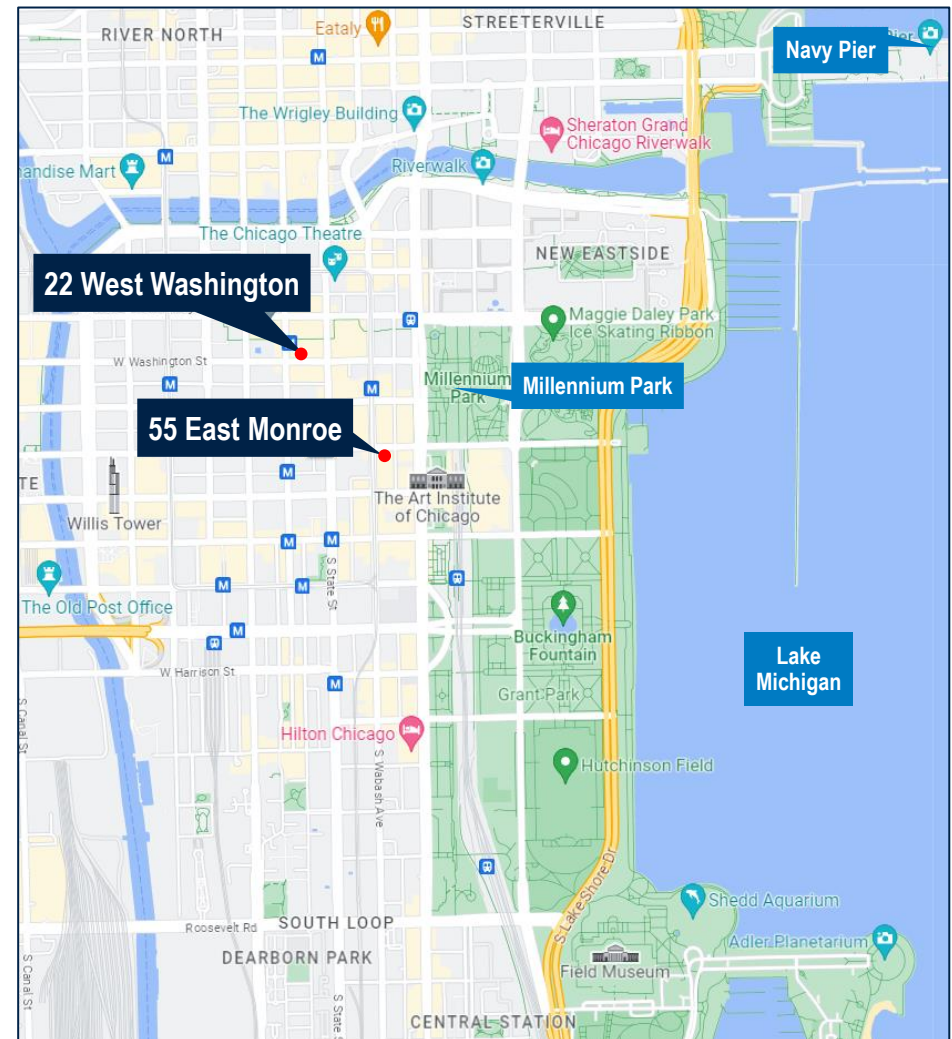 RIVER NORTH
Eataly
STREETERVILLE
Navy Pier
M
The Wrigley Building
Sheraton Grand
Chicago Riverwalk
M
andise Mart
Riverwalk
The Chicago Theatre
NEW EASTSIDE
22 West Washington
Maggie Daley Park
Ice Skating Ribbon
W Washington St
M
M
Millennium
Park
Millennium Park
55 East Monroe
M
The Art Institute
of Chicago
TE
Willis Tower
M
M
S State St
M
M
The Old Post Office
M
Buckingham
Fountain
Lake
Michigan
W Harrison St
M
Grant Park
S Canal St
Hilton Chicago
S Wabash Ave
Hutchinson Field
S Lake Shore Dr
Shedd Aquarium
Roosevelt Rd
SOUTH LOOP
Adler Planetarium
DEARBORN PARK
Field Museum
S Canal St
S State S
CENTRAL STATION